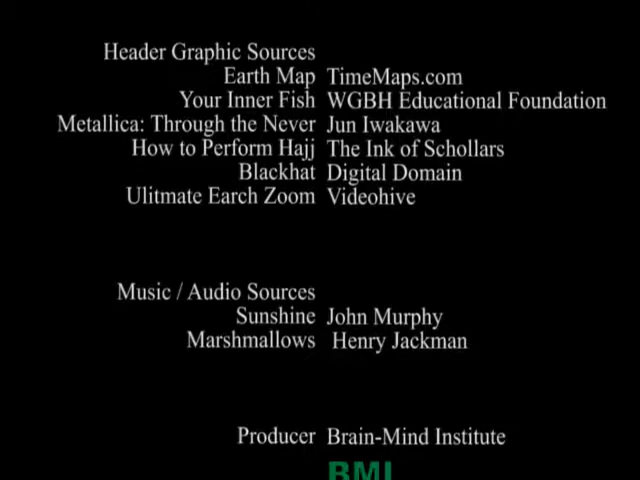 Header Graphic Sources
Earth Map TimeMaps.com
Your Inner Fish WGBH Educational Foundation
Metallica: Through the Never Jun Iwakawa
How to Perform Hajj The Ink of Schollars
Blackhat Digital Domain
Ulitmate Earch Zoom Videohive
Music / Audio Sources
Sunshine John Murphy
Marshmallows Henry Jackman
Producer Brain-Mind Institute
BMI